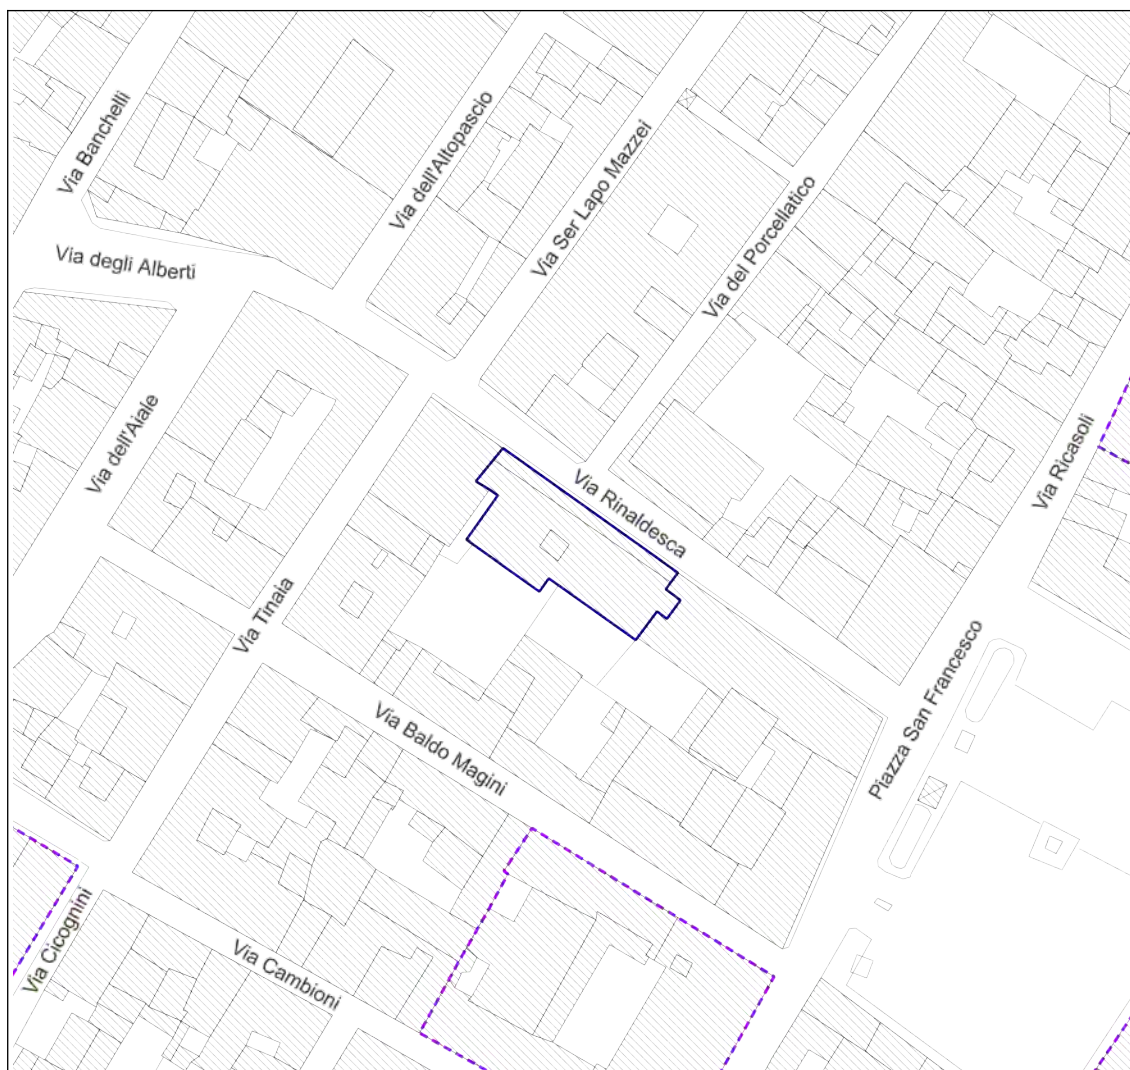 Via Banchelli
Via dell'Altopascio
Via Ser Lapo Mazzei
Via del Porcellatico
Via degli Alberti
Via dell'Aiale
Via Rinaldesca
Via Ricasoli
Via Tinaia
Piazza San Francesco
Via Baldo Magini
Via Cicognini
Via Cambioni